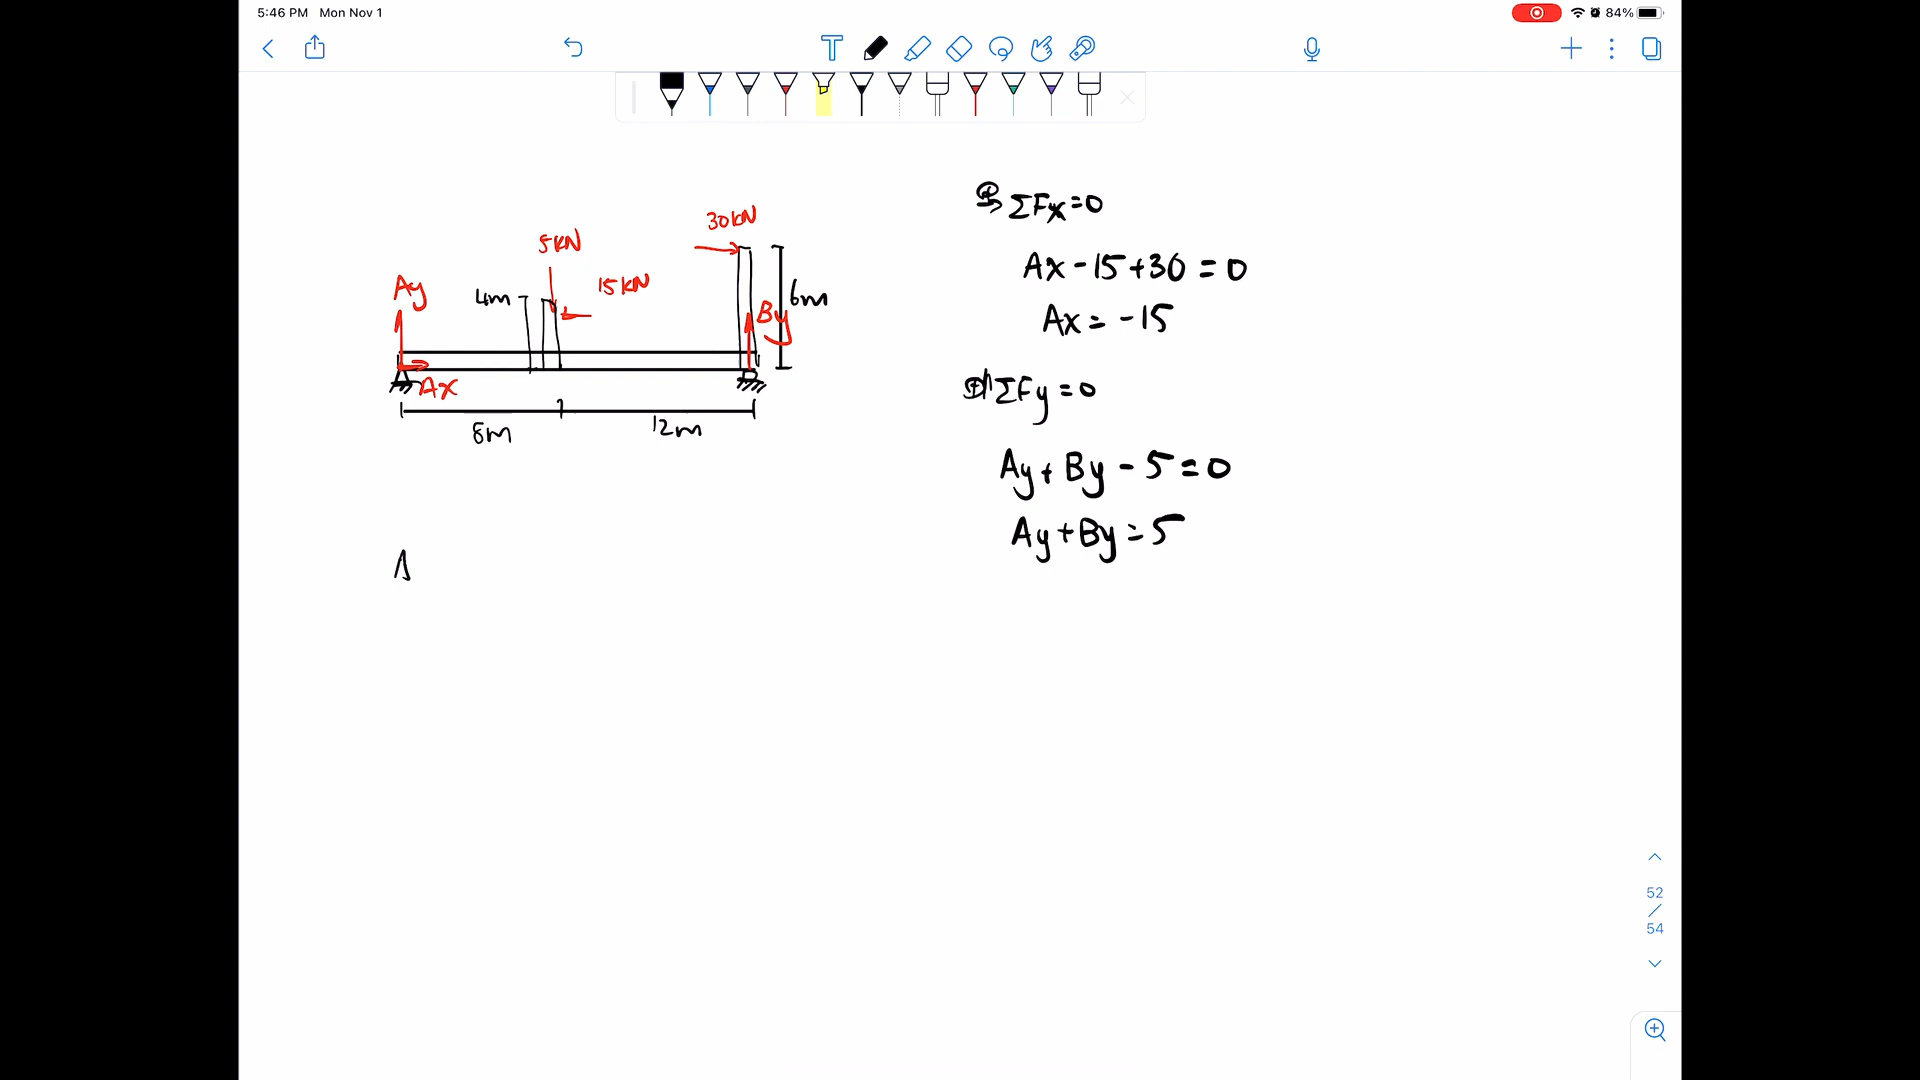 5:46 PM Mon Nov 1
84%
T
30kN
5kN
15kN
Ay
4m
6m
By
Ax
8m
12m
A
ΣFx=0
Ax-15+30=0
Ax=-15
ΣFy=0
Ay+By-5=0
Ay+By=5
52
/
54